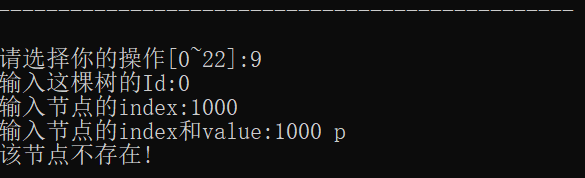 请选择你的操作[0~22]:9
输入这棵树的Id:0
输入节点的index:1000
输入节点的index和value:1000 p
该节点不存在!